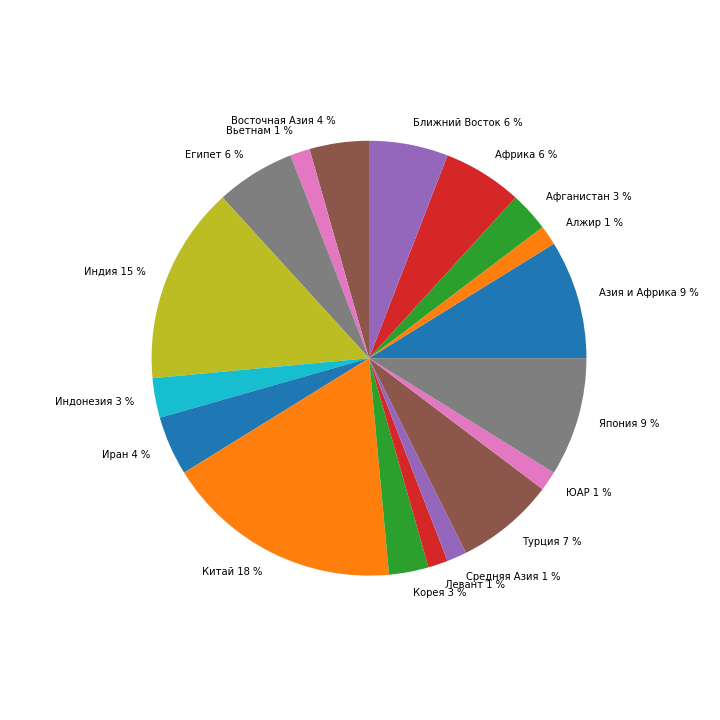 Восточная Азия 4 %
Ближний Восток 6 %
Вьетнам 1 %
Египет 6 %
Африка 6 %
Афганистан 3 %
Алжир 1 %
Индия 15 %
Азия и Африка 9 %
Индонезия 3 %
Япония 9 %
Иран 4 %
ЮАР 1 %
Турция 7 %
Китай 18 %
Средняя Азия 1 %
Левант 1 %
Корея 3 %